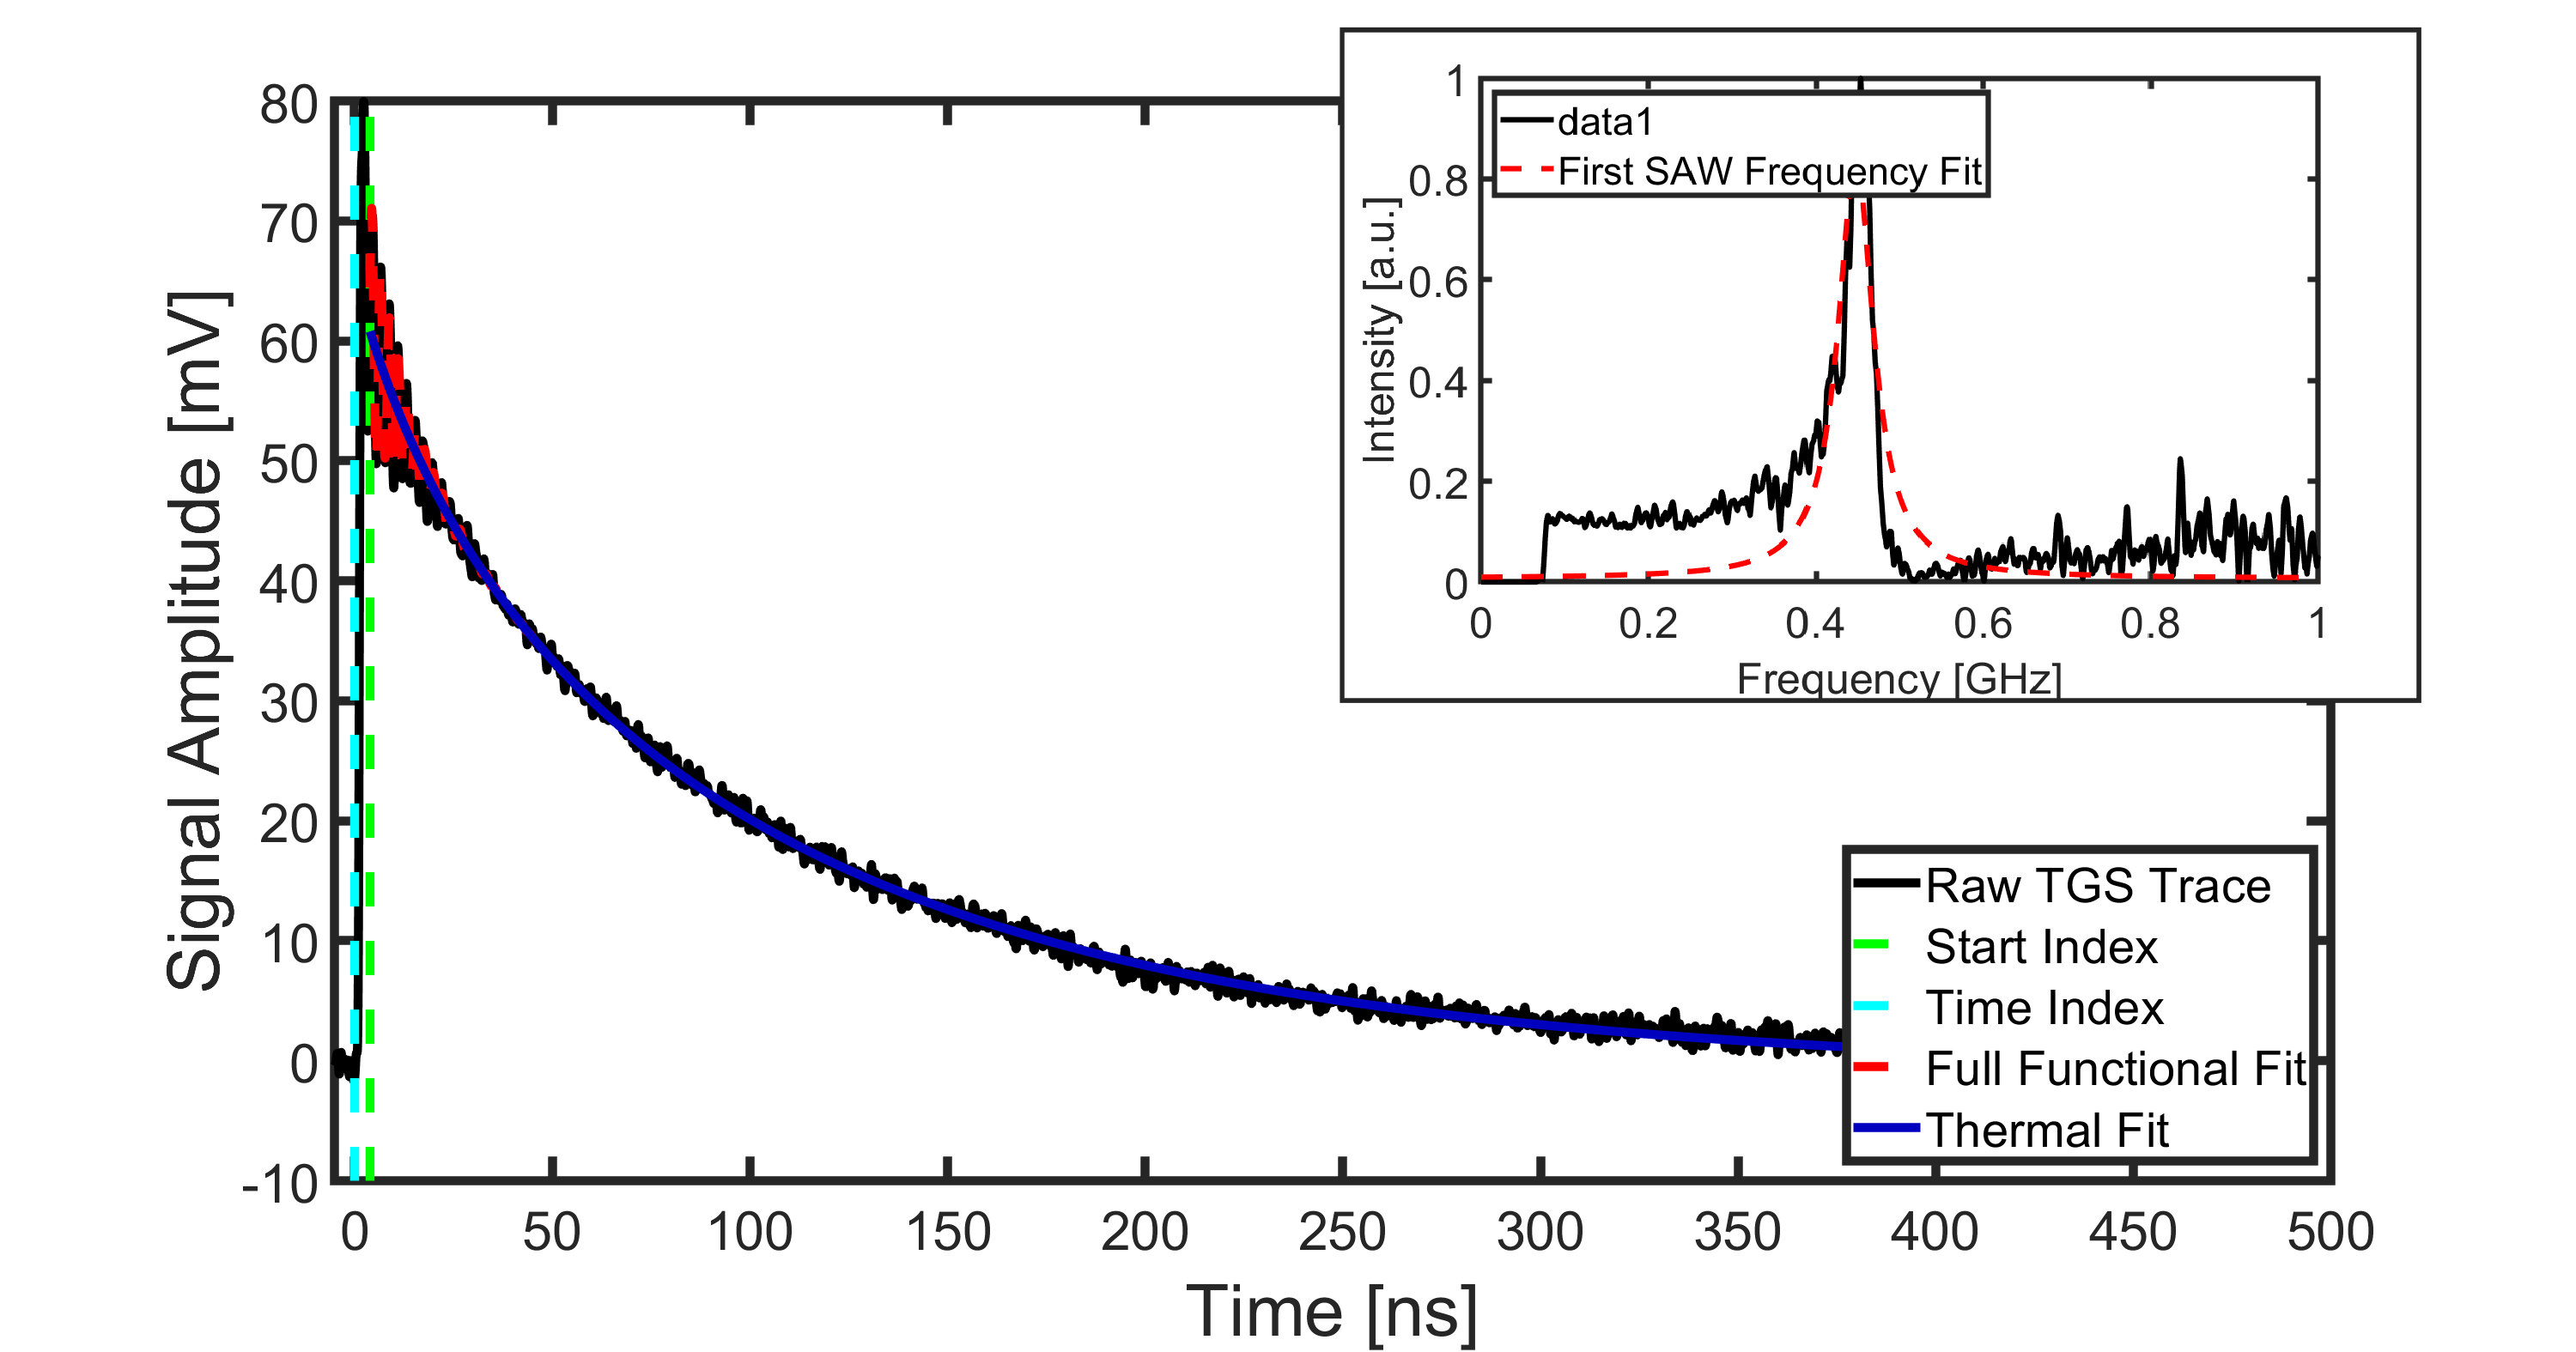 80
70
60
50
40
30
20
10
0
-10
Signal Amplitude [mV]
0 50 100 150 200 250 300 350 400 450 500
Time [ns]
1
0.8
0.6
0.4
0.2
0
Intensity [a.u.]
data1
First SAW Frequency Fit
0 0.2 0.4 0.6 0.8 1
Frequency [GHz]
Raw TGS Trace
Start Index
Time Index
Full Functional Fit
Thermal Fit